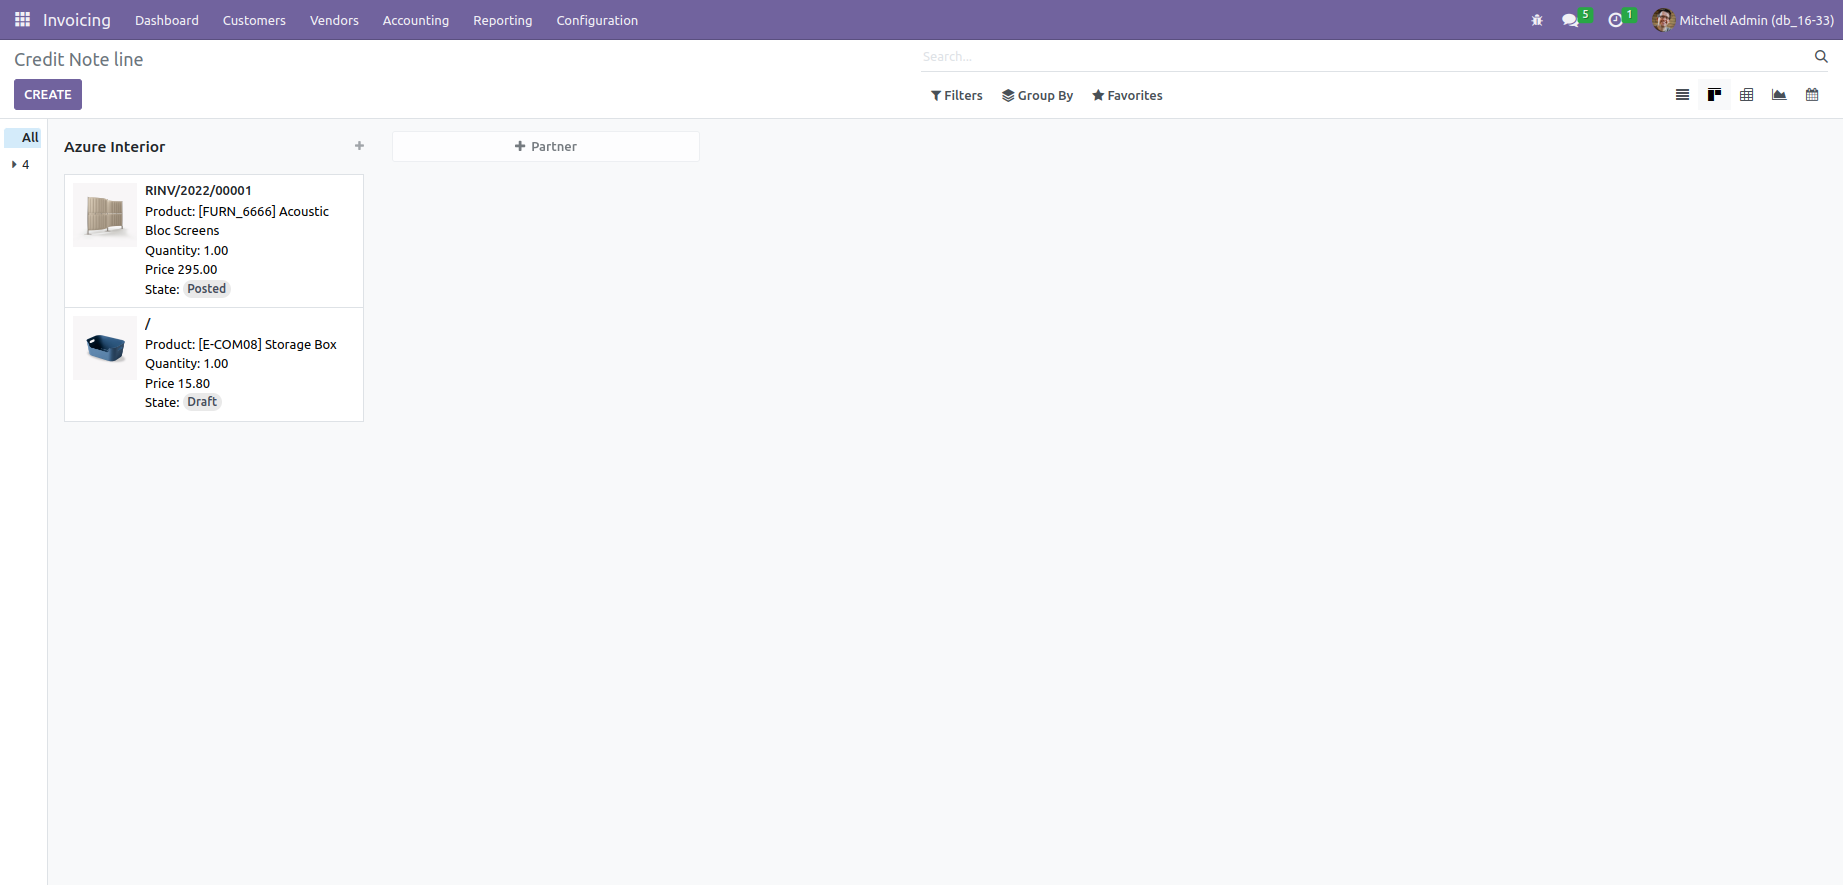 Invoicing Dashboard Customers Vendors Accounting Reporting Configuration 5 1 Mitchell Admin (db_16-33)
Credit Note line
Search...
CREATE
Filters Group By Favorites
All
4
Azure Interior +
+ Partner
RINV/2022/00001
Product: [FURN_6666] Acoustic
Bloc Screens
Quantity: 1.00
Price 295.00
State: Posted
/
Product: [E-COM08] Storage Box
Quantity: 1.00
Price 15.80
State: Draft